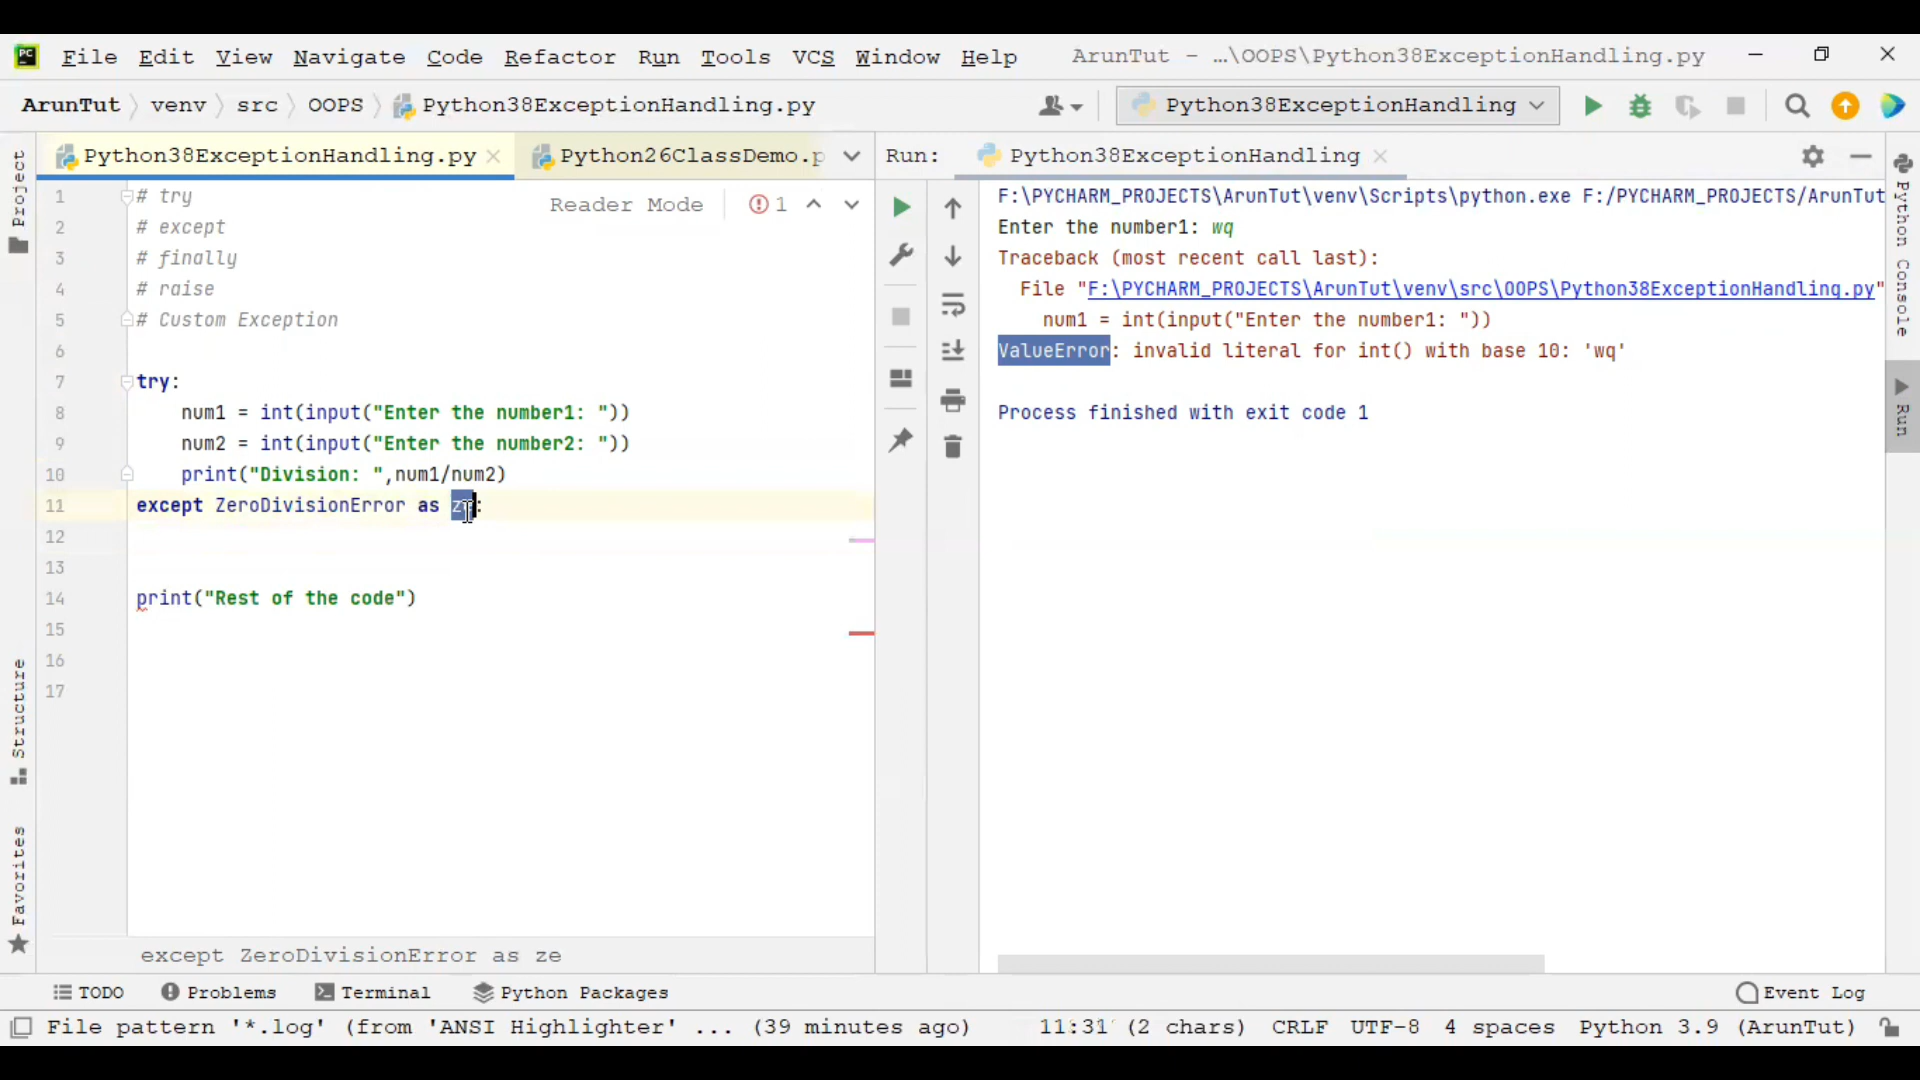 PC File Edit View Navigate Code Refactor Run Tools VCS Window Help ArunTut - ...\OOPS\Python38ExceptionHandling.py
ArunTut venv src OOPS Python38ExceptionHandling.py Python38ExceptionHandling
Python38ExceptionHandling.py Python26ClassDemo.p Run: Python38ExceptionHandling
Project
Structure
Favorites
Reader Mode 1
1 # try
2 # except
3 # finally
4 # raise
5 # Custom Exception
6
7 try:
8 num1 = int(input("Enter the number1: "))
9 num2 = int(input("Enter the number2: "))
10 print("Division: ",num1/num2)
11 except ZeroDivisionError as ze:
12
13
14 print("Rest of the code")
15
16
17
except ZeroDivisionError as ze
F:\PYCHARM_PROJECTS\ArunTut\venv\Scripts\python.exe F:/PYCHARM_PROJECTS/ArunTut
Enter the number1: wq
Traceback (most recent call last):
File "F:\PYCHARM_PROJECTS\ArunTut\venv\src\OOPS\Python38ExceptionHandling.py"
num1 = int(input("Enter the number1: "))
ValueError: invalid literal for int() with base 10: 'wq'
Process finished with exit code 1
Python Console
Run
TODO Problems Terminal Python Packages Event Log
File pattern '*.log' (from 'ANSI Highlighter' ... (39 minutes ago) 11:31 (2 chars) CRLF UTF-8 4 spaces Python 3.9 (ArunTut)